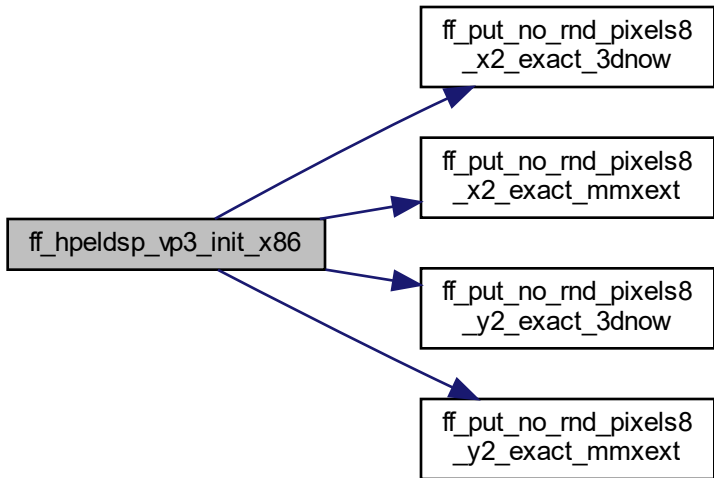 ff_put_no_rnd_pixels8
_x2_exact_3dnow
ff_put_no_rnd_pixels8
_x2_exact_mmxext
ff_hpeldsp_vp3_init_x86
ff_put_no_rnd_pixels8
_y2_exact_3dnow
ff_put_no_rnd_pixels8
_y2_exact_mmxext